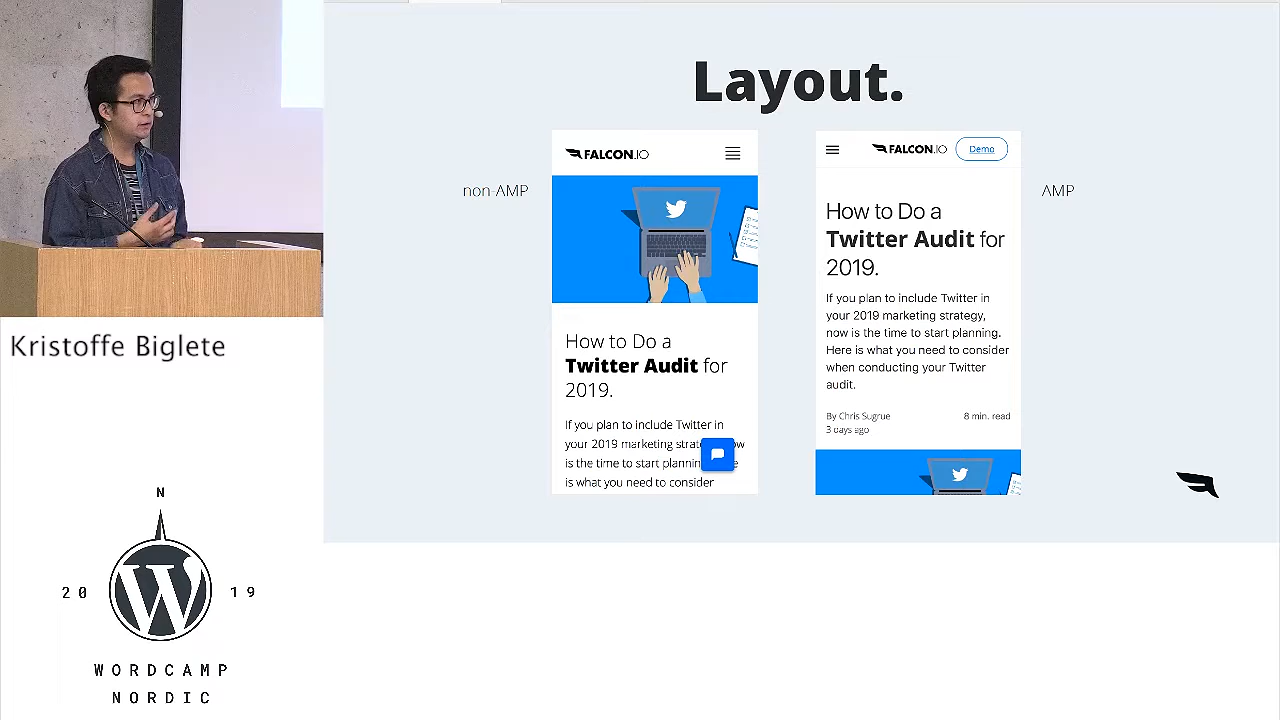 Layout.
non-AMP
FALCON.IO
How to Do a
Twitter Audit for
2019.
If you plan to include Twitter in
your 2019 marketing strat ow
is the time to start plannin e
is what you need to consider
FALCON.IO
Demo
How to Do a
Twitter Audit for
2019.
If you plan to include Twitter in
your 2019 marketing strategy,
now is the time to start planning.
Here is what you need to consider
when conducting your Twitter
audit.
By Chris Sugrue 8 min. read
3 days ago
AMP
Kristoffe Biglete
N
20 19
WORDCAMP
NORDIC